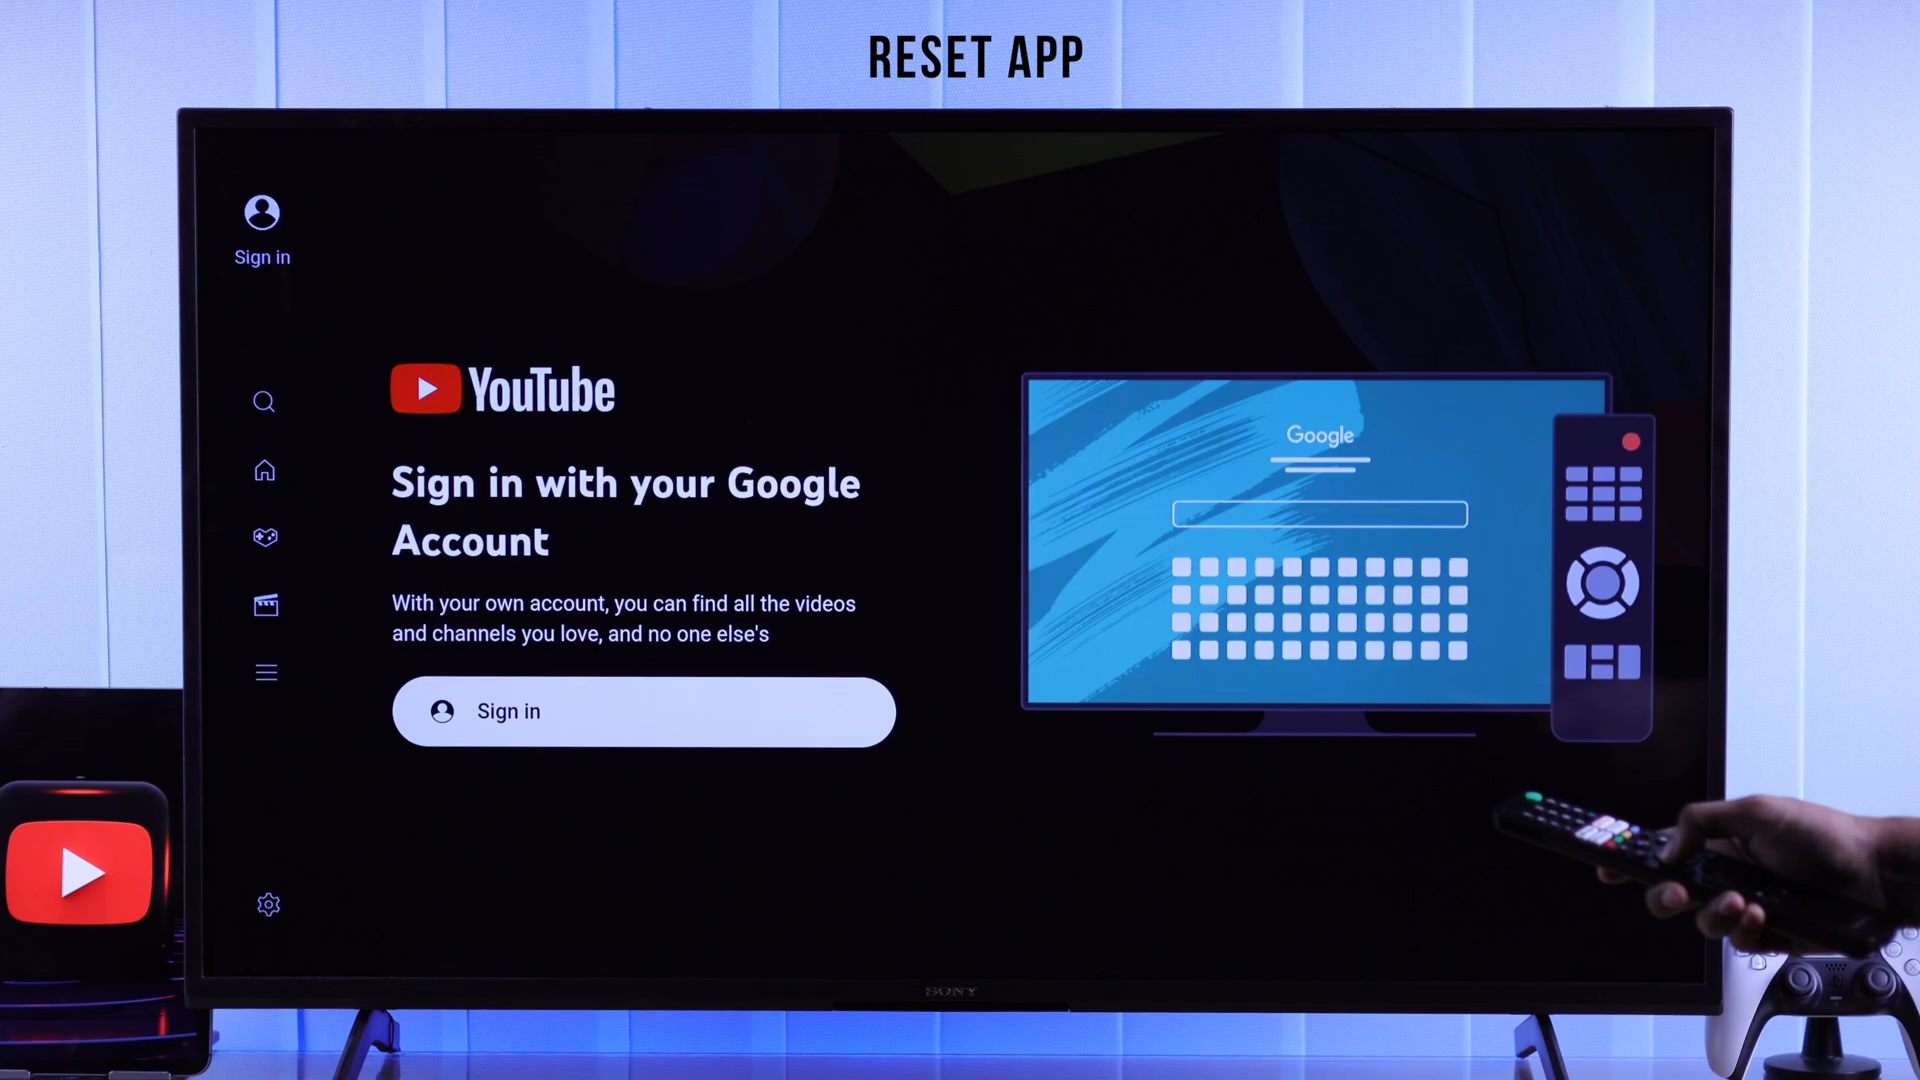 RESET APP
Sign in
YouTube
Sign in with your Google
Account
With your own account, you can find all the videos
and channels you love, and no one else's
Sign in
Google
SONY